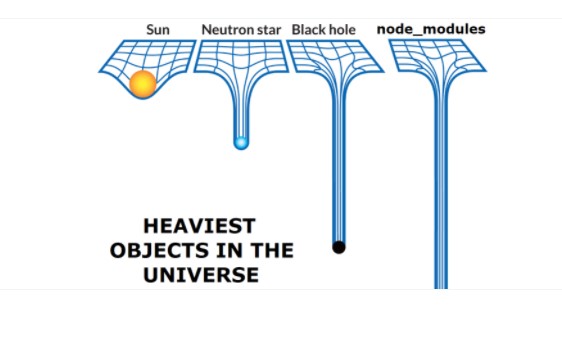 Sun
Neutron star
Black hole
node_modules
HEAVIEST
OBJECTS IN THE
UNIVERSE